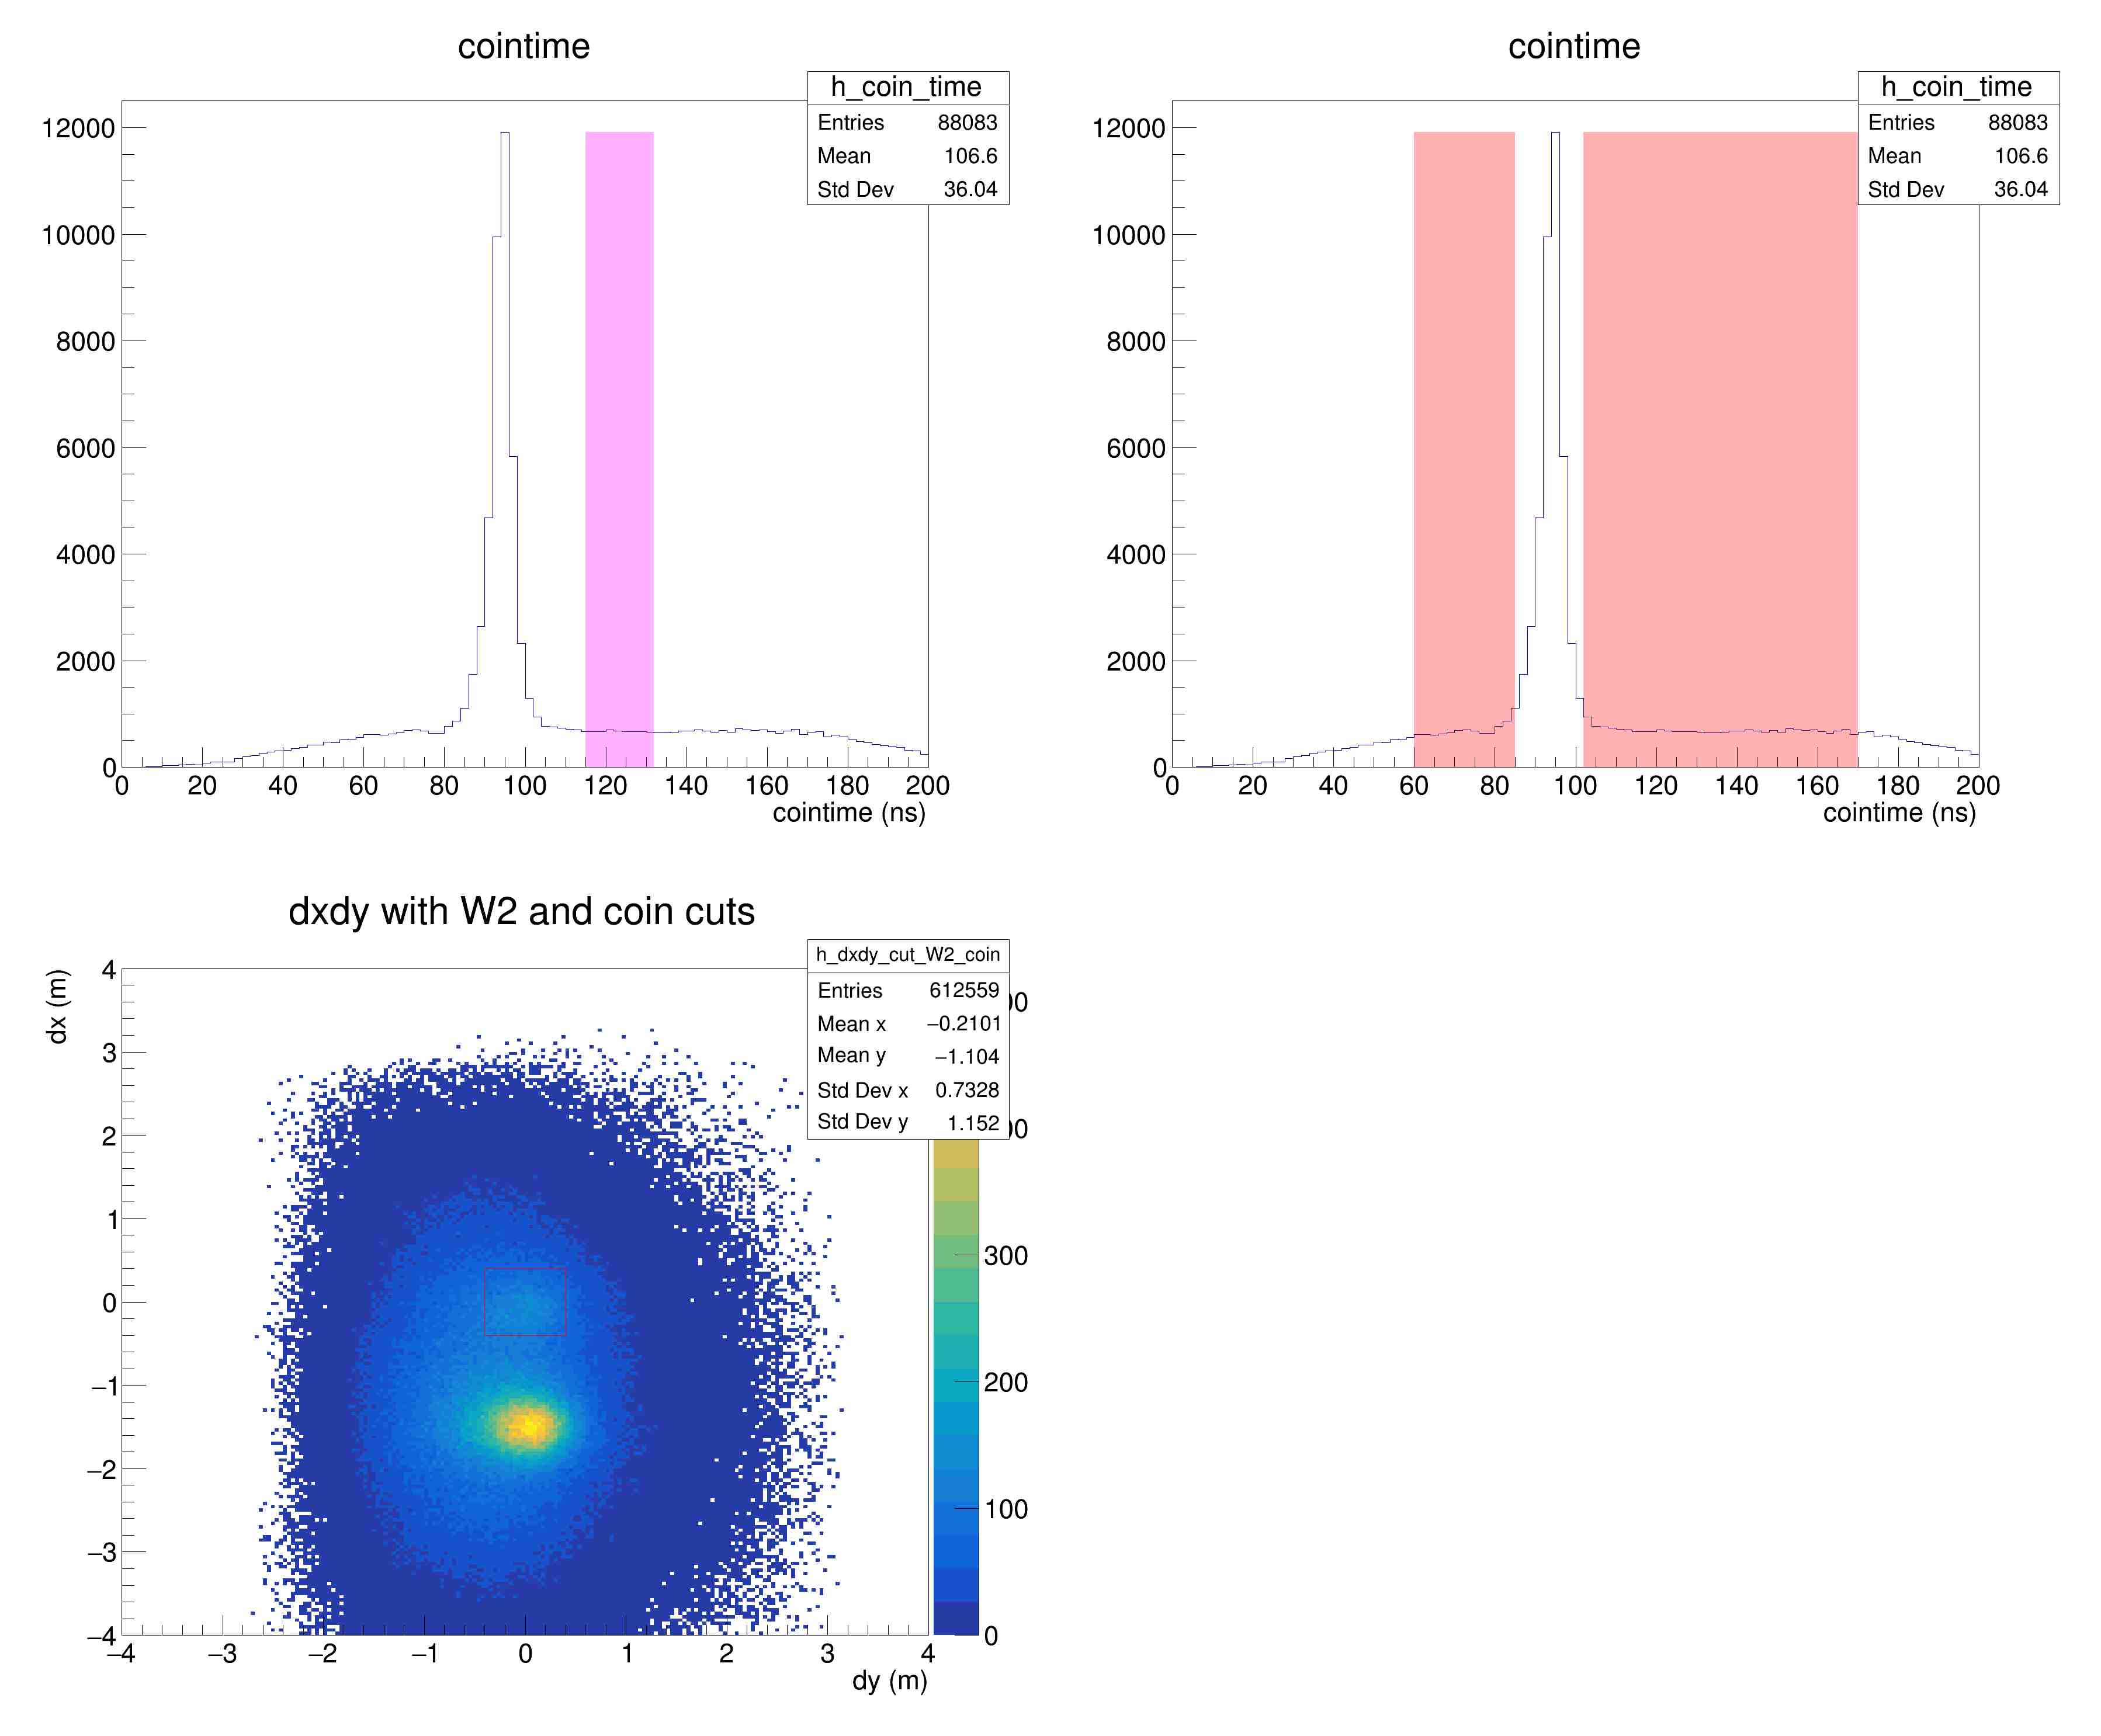 cointime
h_coin_time
Entries 88083
Mean 106.6
Std Dev 36.04
12000
10000
8000
6000
4000
2000
0
0 20 40 60 80 100 120 140 160 180 200
cointime (ns)
cointime
h_coin_time
Entries 88083
Mean 106.6
Std Dev 36.04
12000
10000
8000
6000
4000
2000
0
0 20 40 60 80 100 120 140 160 180 200
cointime (ns)
dxdy with W2 and coin cuts
h_dxdy_cut_W2_coin
Entries 612559
Mean x −0.2101
Mean y −1.104
Std Dev x 0.7328
Std Dev y 1.152
dx (m)
4
3
2
1
0
−1
−2
−3
−4
−4 −3 −2 −1 0 1 2 3 4
dy (m)
300
200
100
0